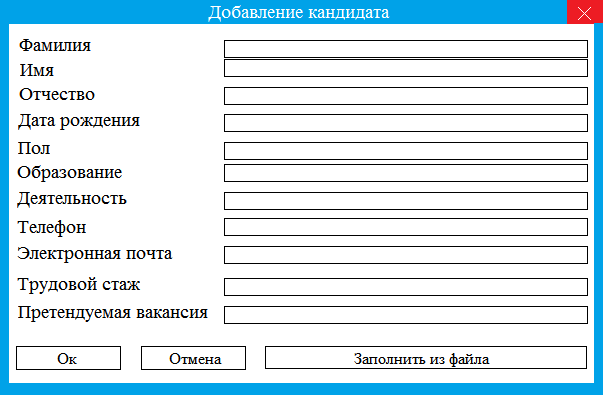 Добавление кандидата
Фамилия
Имя
Отчество
Дата рождения
Пол
Образование
Деятельность
Телефон
Электронная почта
Трудовой стаж
Претендуемая вакансия
Ок Отмена Заполнить из файла